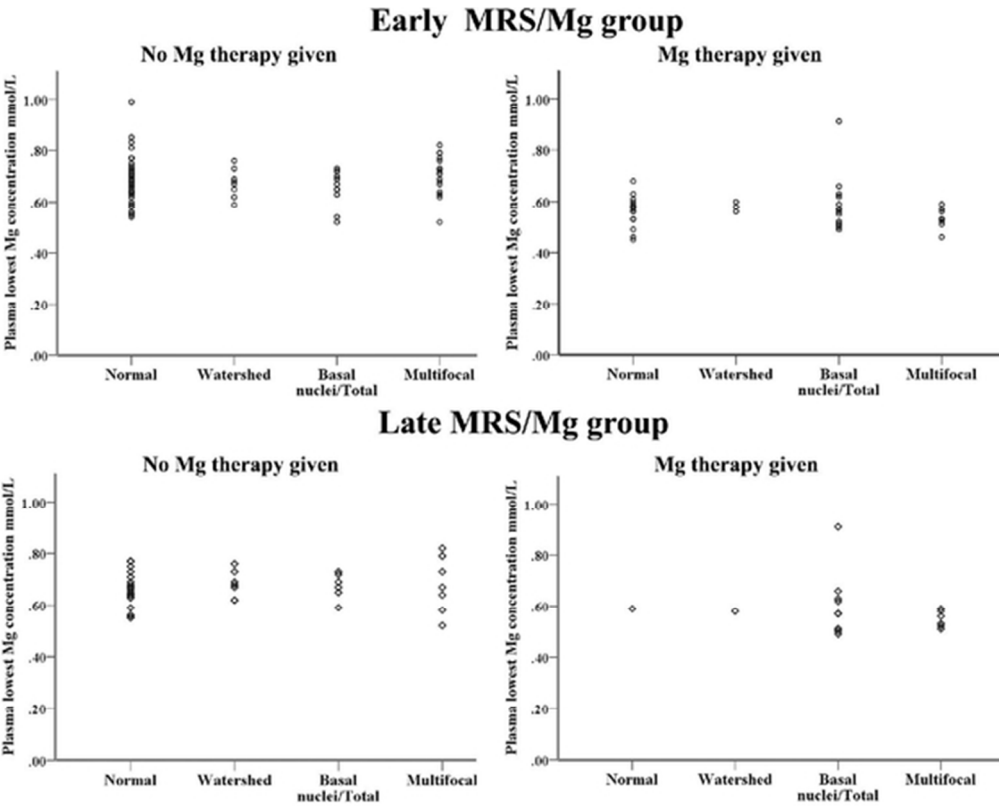 Early MRS/Mg group
No Mg therapy given
Plasma lowest Mg concentration mmol/L
1.00
.80
.60
.40
.20
.00
Normal
Watershed
Basal
nuclei/Total
Multifocal
Mg therapy given
Plasma lowest Mg concentration mmol/L
1.00
.80
.60
.40
.20
.00
Normal
Watershed
Basal
nuclei/Total
Multifocal
Late MRS/Mg group
No Mg therapy given
Plasma lowest Mg concentration mmol/L
1.00
.80
.60
.40
.20
.00
Normal
Watershed
Basal
nuclei/Total
Multifocal
Mg therapy given
Plasma lowest Mg concentration mmol/L
1.00
.80
.60
.40
.20
.00
Normal
Watershed
Basal
nuclei/Total
Multifocal